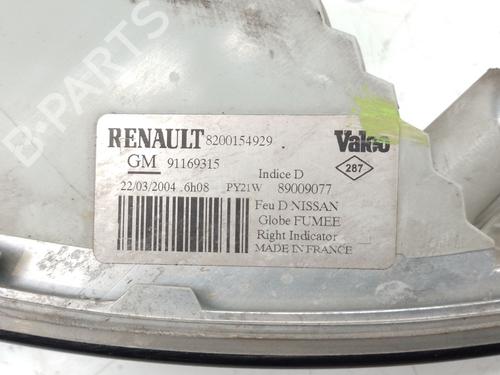 B-PARTS
RENAULT 8200154929 Valeo
GM 91169315 Indice D 287
22/03/2004 6h08 PY21W 89009077
Feu D NISSAN
Globe FUMEE
Right Indicator
MADE IN FRANCE